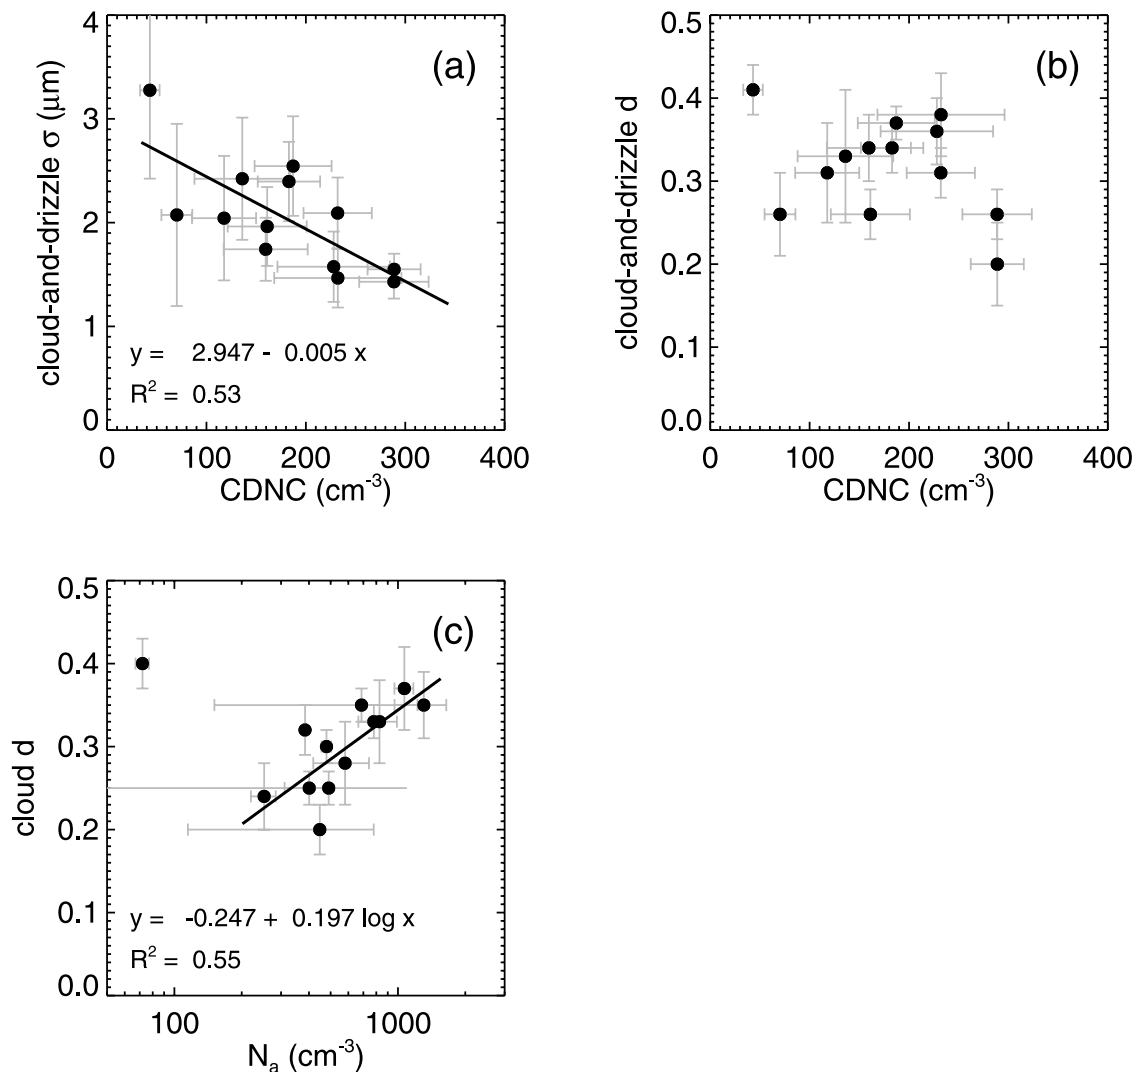 (a)
cloud-and-drizzle σ (μm)
4
3
2
1
0
y = 2.947 - 0.005 x
R² = 0.53
0 100 200 300 400
CDNC (cm⁻³)
(b)
cloud-and-drizzle d
0.5
0.4
0.3
0.2
0.1
0.0
0 100 200 300 400
CDNC (cm⁻³)
(c)
cloud d
0.5
0.4
0.3
0.2
0.1
0.0
y = -0.247 + 0.197 log x
R² = 0.55
100 1000
Nₐ (cm⁻³)